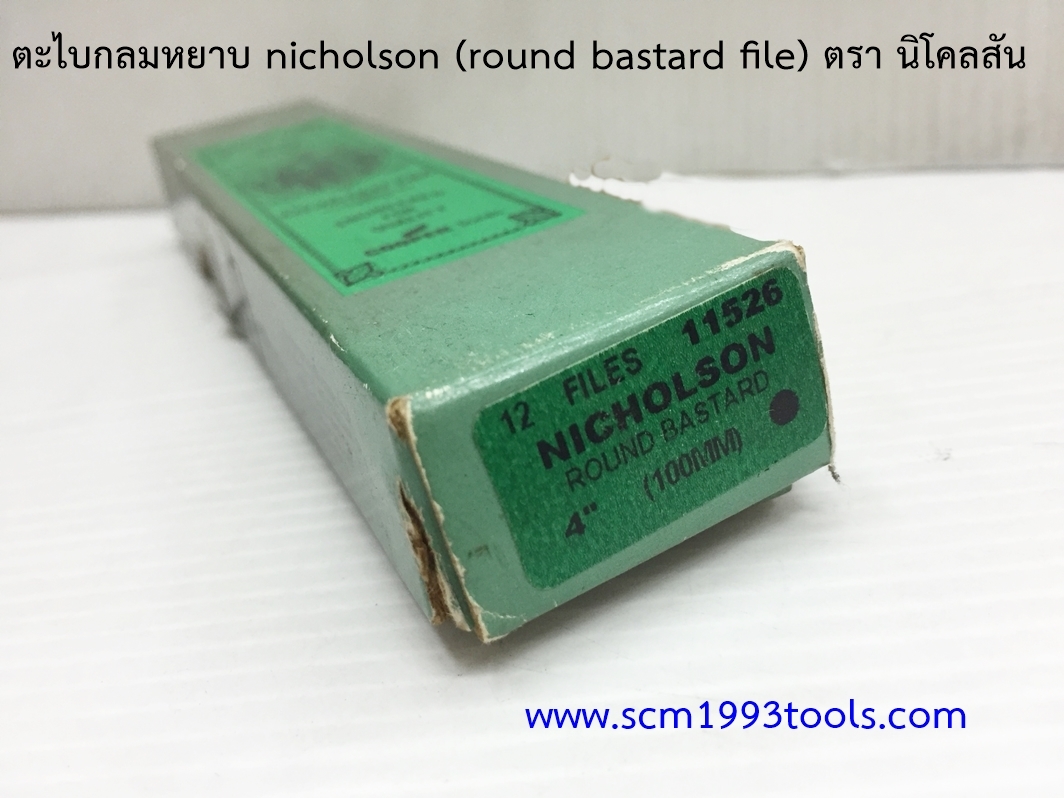 ตะไบกลมหยาบ nicholson (round bastard file) ตรา นิโคลสัน
12 FILES 11526
NICHOLSON
ROUND BASTARD
4" (100MM)
www.scm1993tools.com